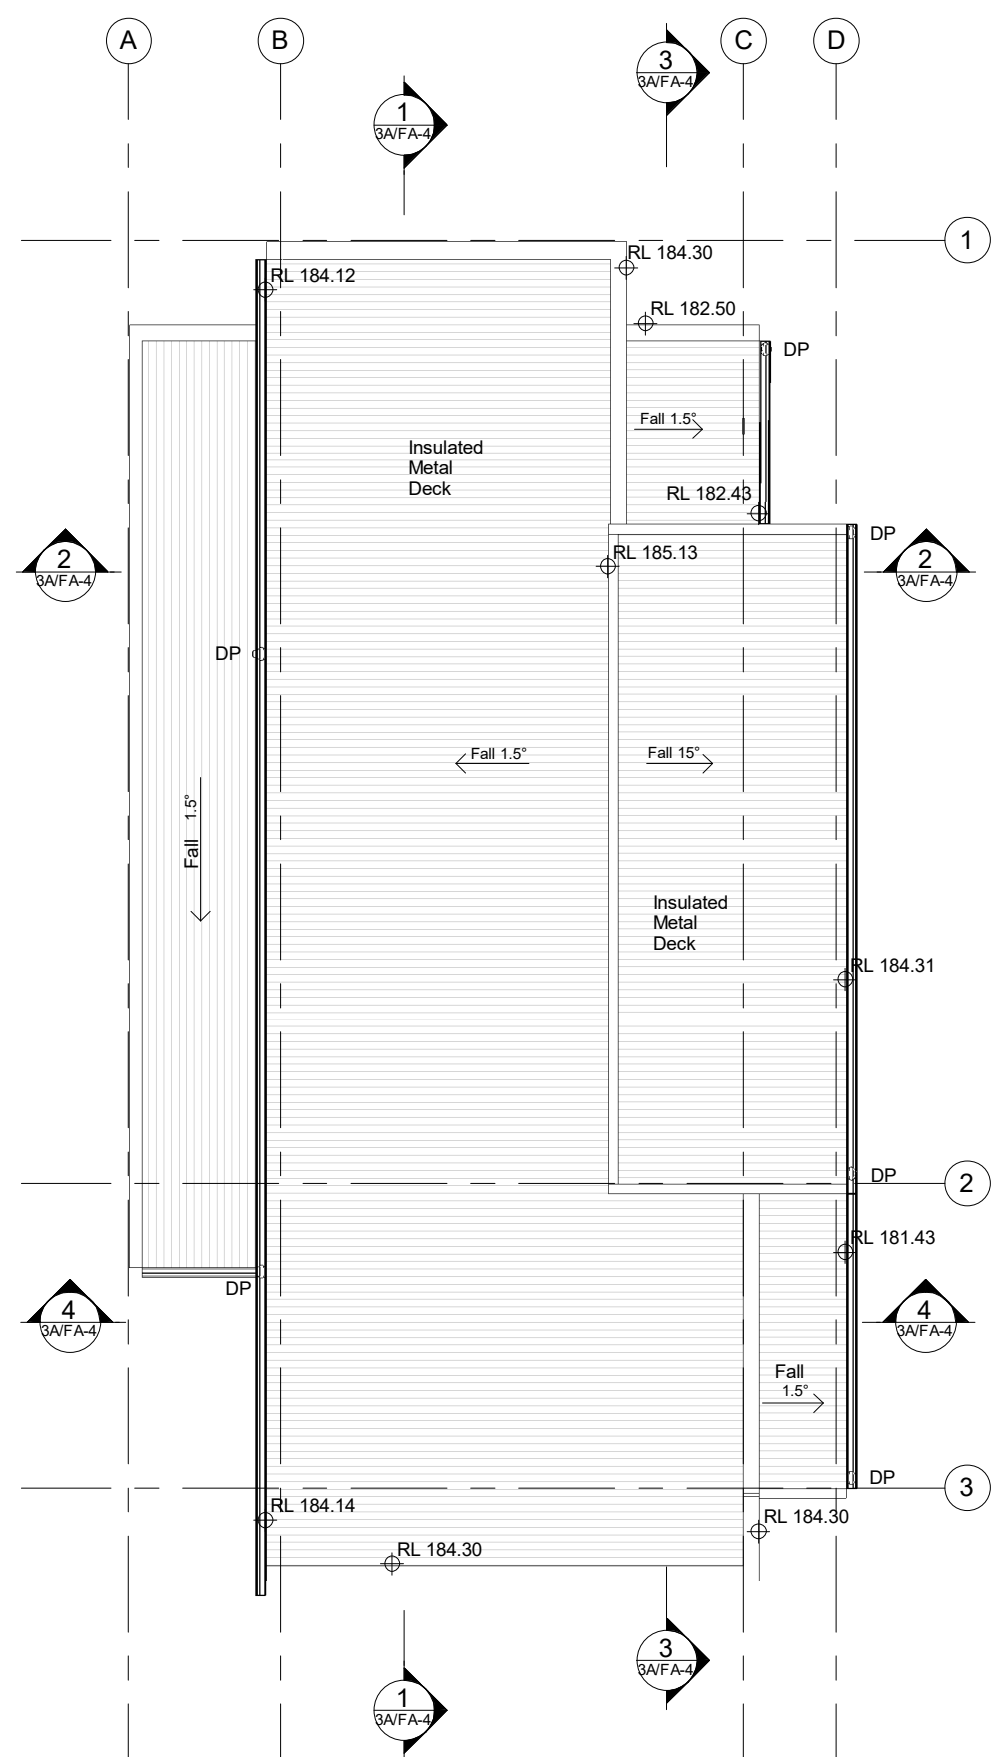 A
B
C
D
3
3A/FA-4
1
3A/FA-4
1
RL 184.30
RL 184.12
RL 182.50
DP
Fall 1.5°
Insulated
Metal
Deck
RL 182.43
DP
RL 185.13
2
3A/FA-4
2
3A/FA-4
DP
Fall 1.5°
Fall 15°
Fall 1.5°
Insulated
Metal
Deck
RL 184.31
DP
2
RL 181.43
DP
4
3A/FA-4
4
3A/FA-4
Fall
1.5°
DP
3
RL 184.14
RL 184.30
RL 184.30
3
3A/FA-4
1
3A/FA-4